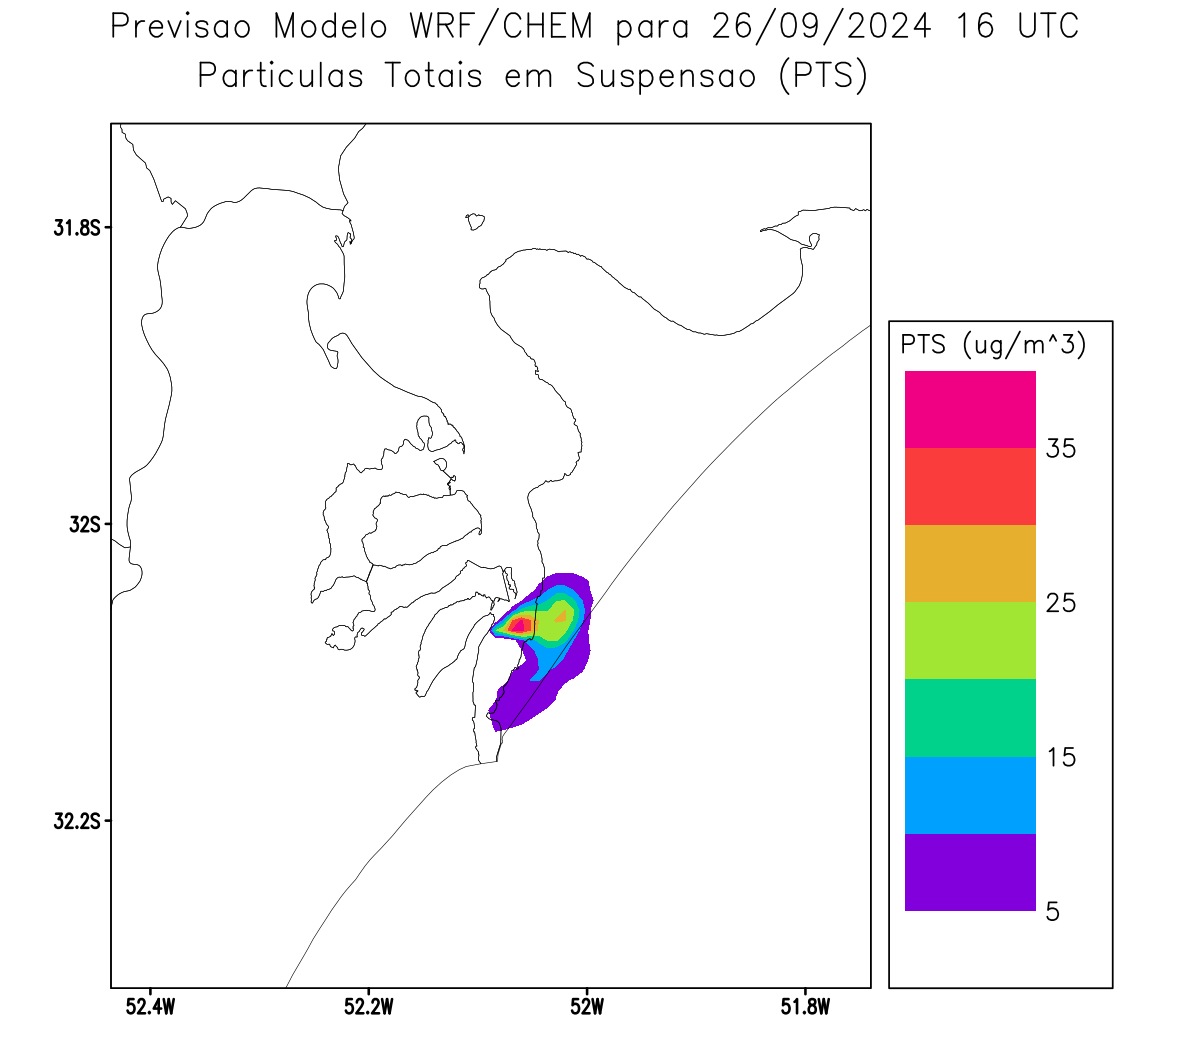 Previsao Modelo WRF/CHEM para 26/09/2024 16 UTC
Particulas Totais em Suspensao (PTS)
31.8S
32S
32.2S
52.4W
52.2W
52W
51.8W
PTS (ug/m^3)
35
25
15
5